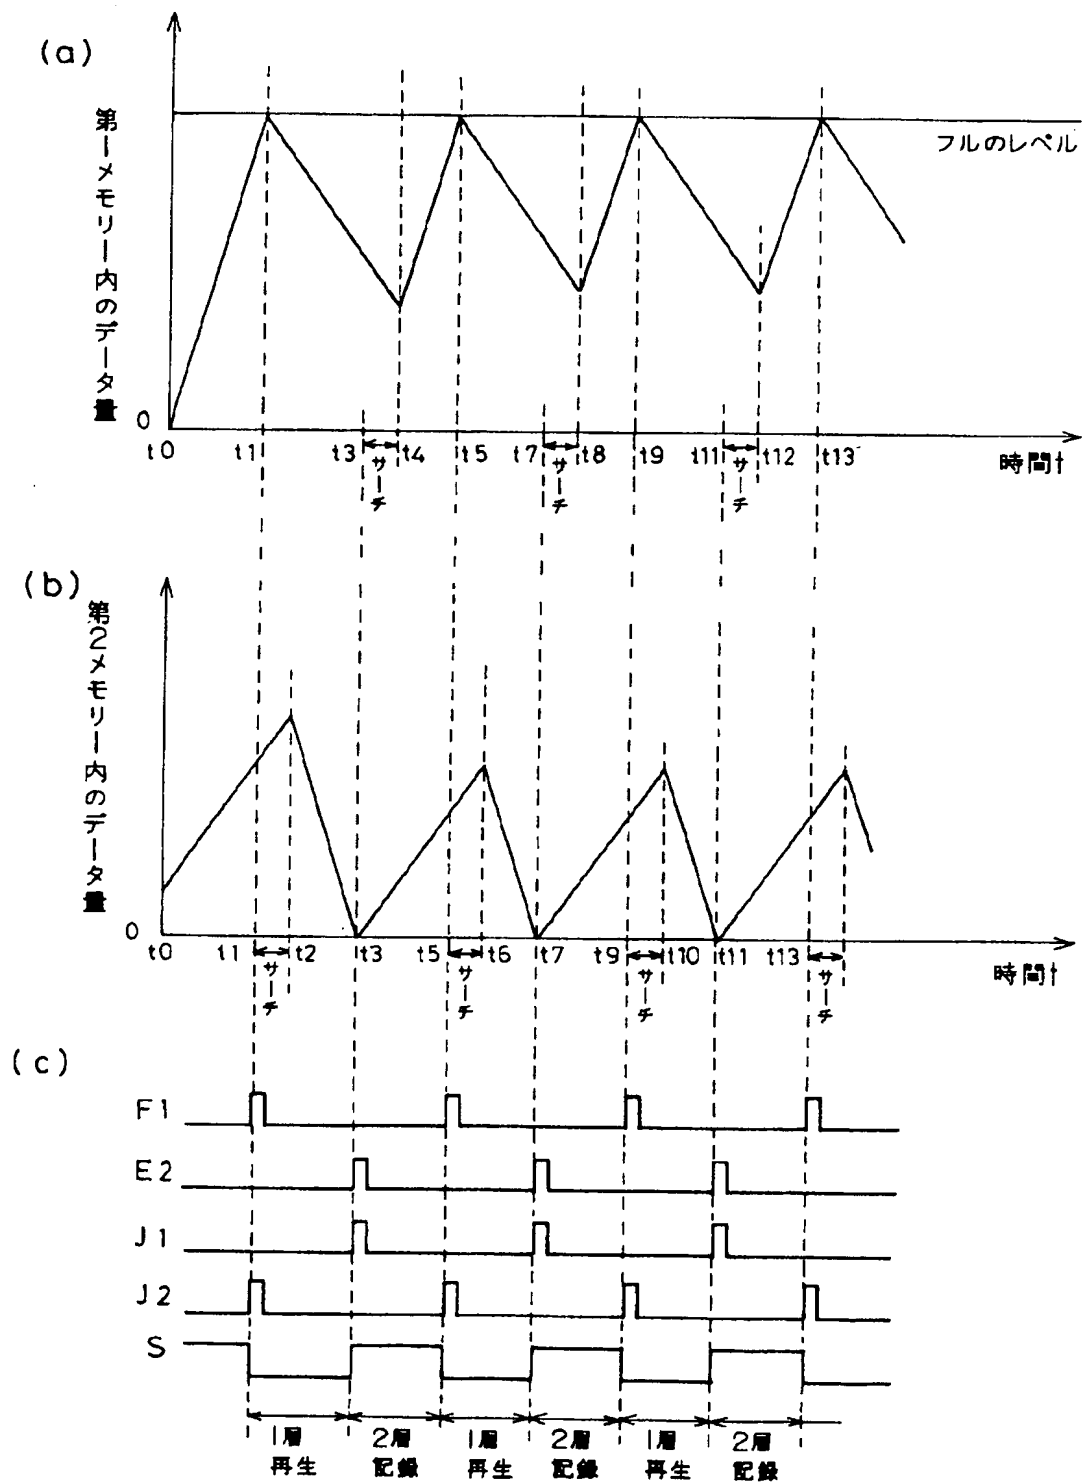 (a)
第一メモリー内のデータ量
フルのレベル
0
t0 t1 t3 t4 t5 t7 t8 t9 t11 t12 t13
サーチ サーチ サーチ
時間t
(b)
第2メモリー内のデータ量
0
t0 t1 t2 t3 t5 t6 t7 t9 t10 t11 t13
サーチ サーチ サーチ サーチ
時間t
(c)
F1
E2
J1
J2
S
1層再生 2層記録 1層再生 2層記録 1層再生 2層記録